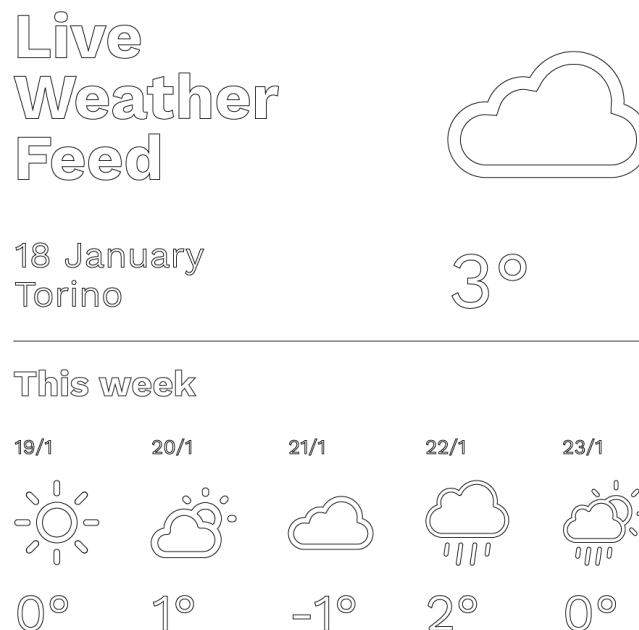 Live
Weather
Feed
18 January
Torino
3°
This week
19/1 20/1 21/1 22/1 23/1
0° 1° -1° 2° 0°